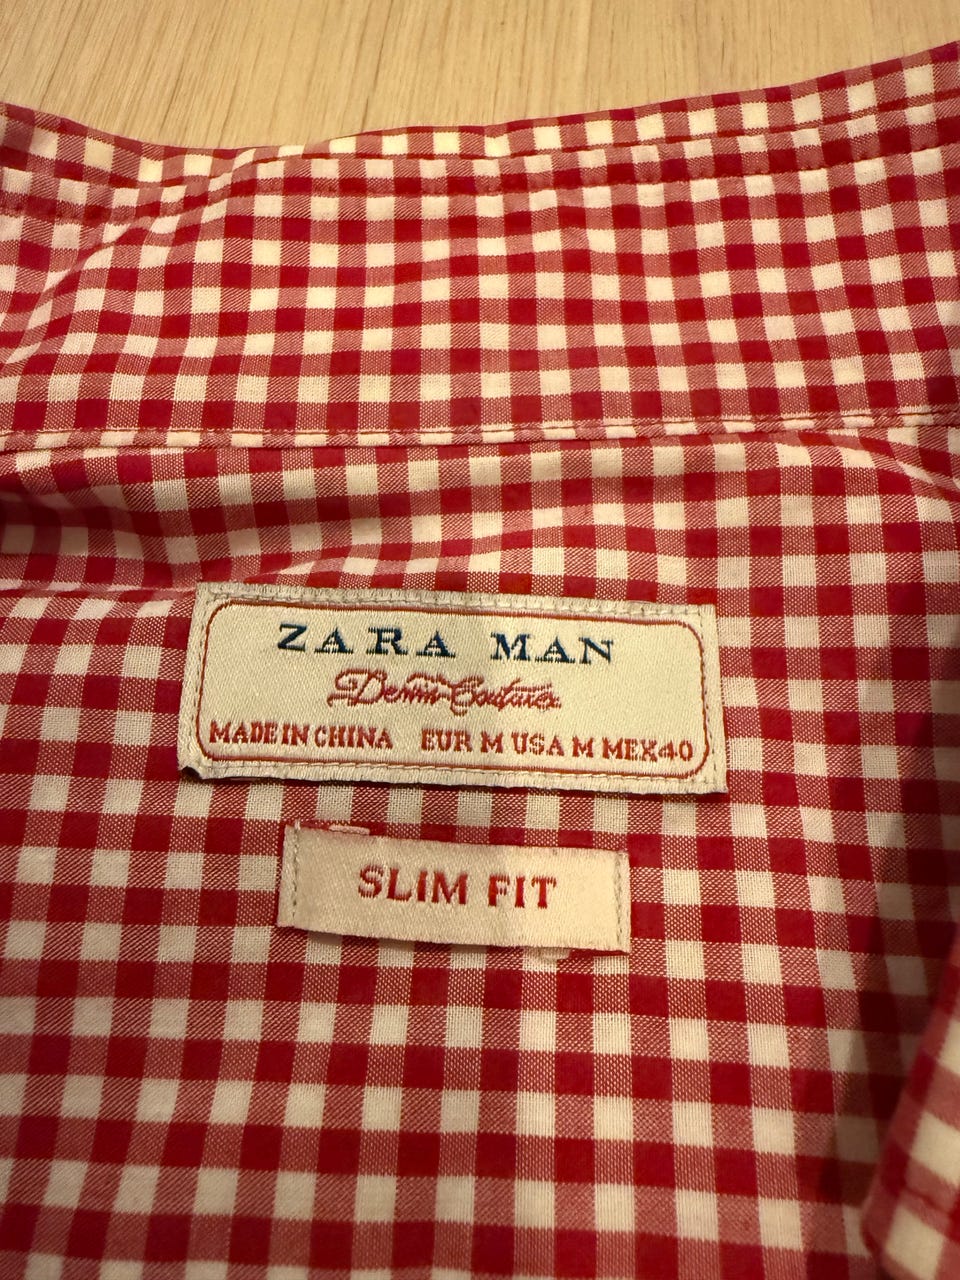 ZARA MAN
Denim Couture
MADE IN CHINA EUR M USA M MEX40
SLIM FIT